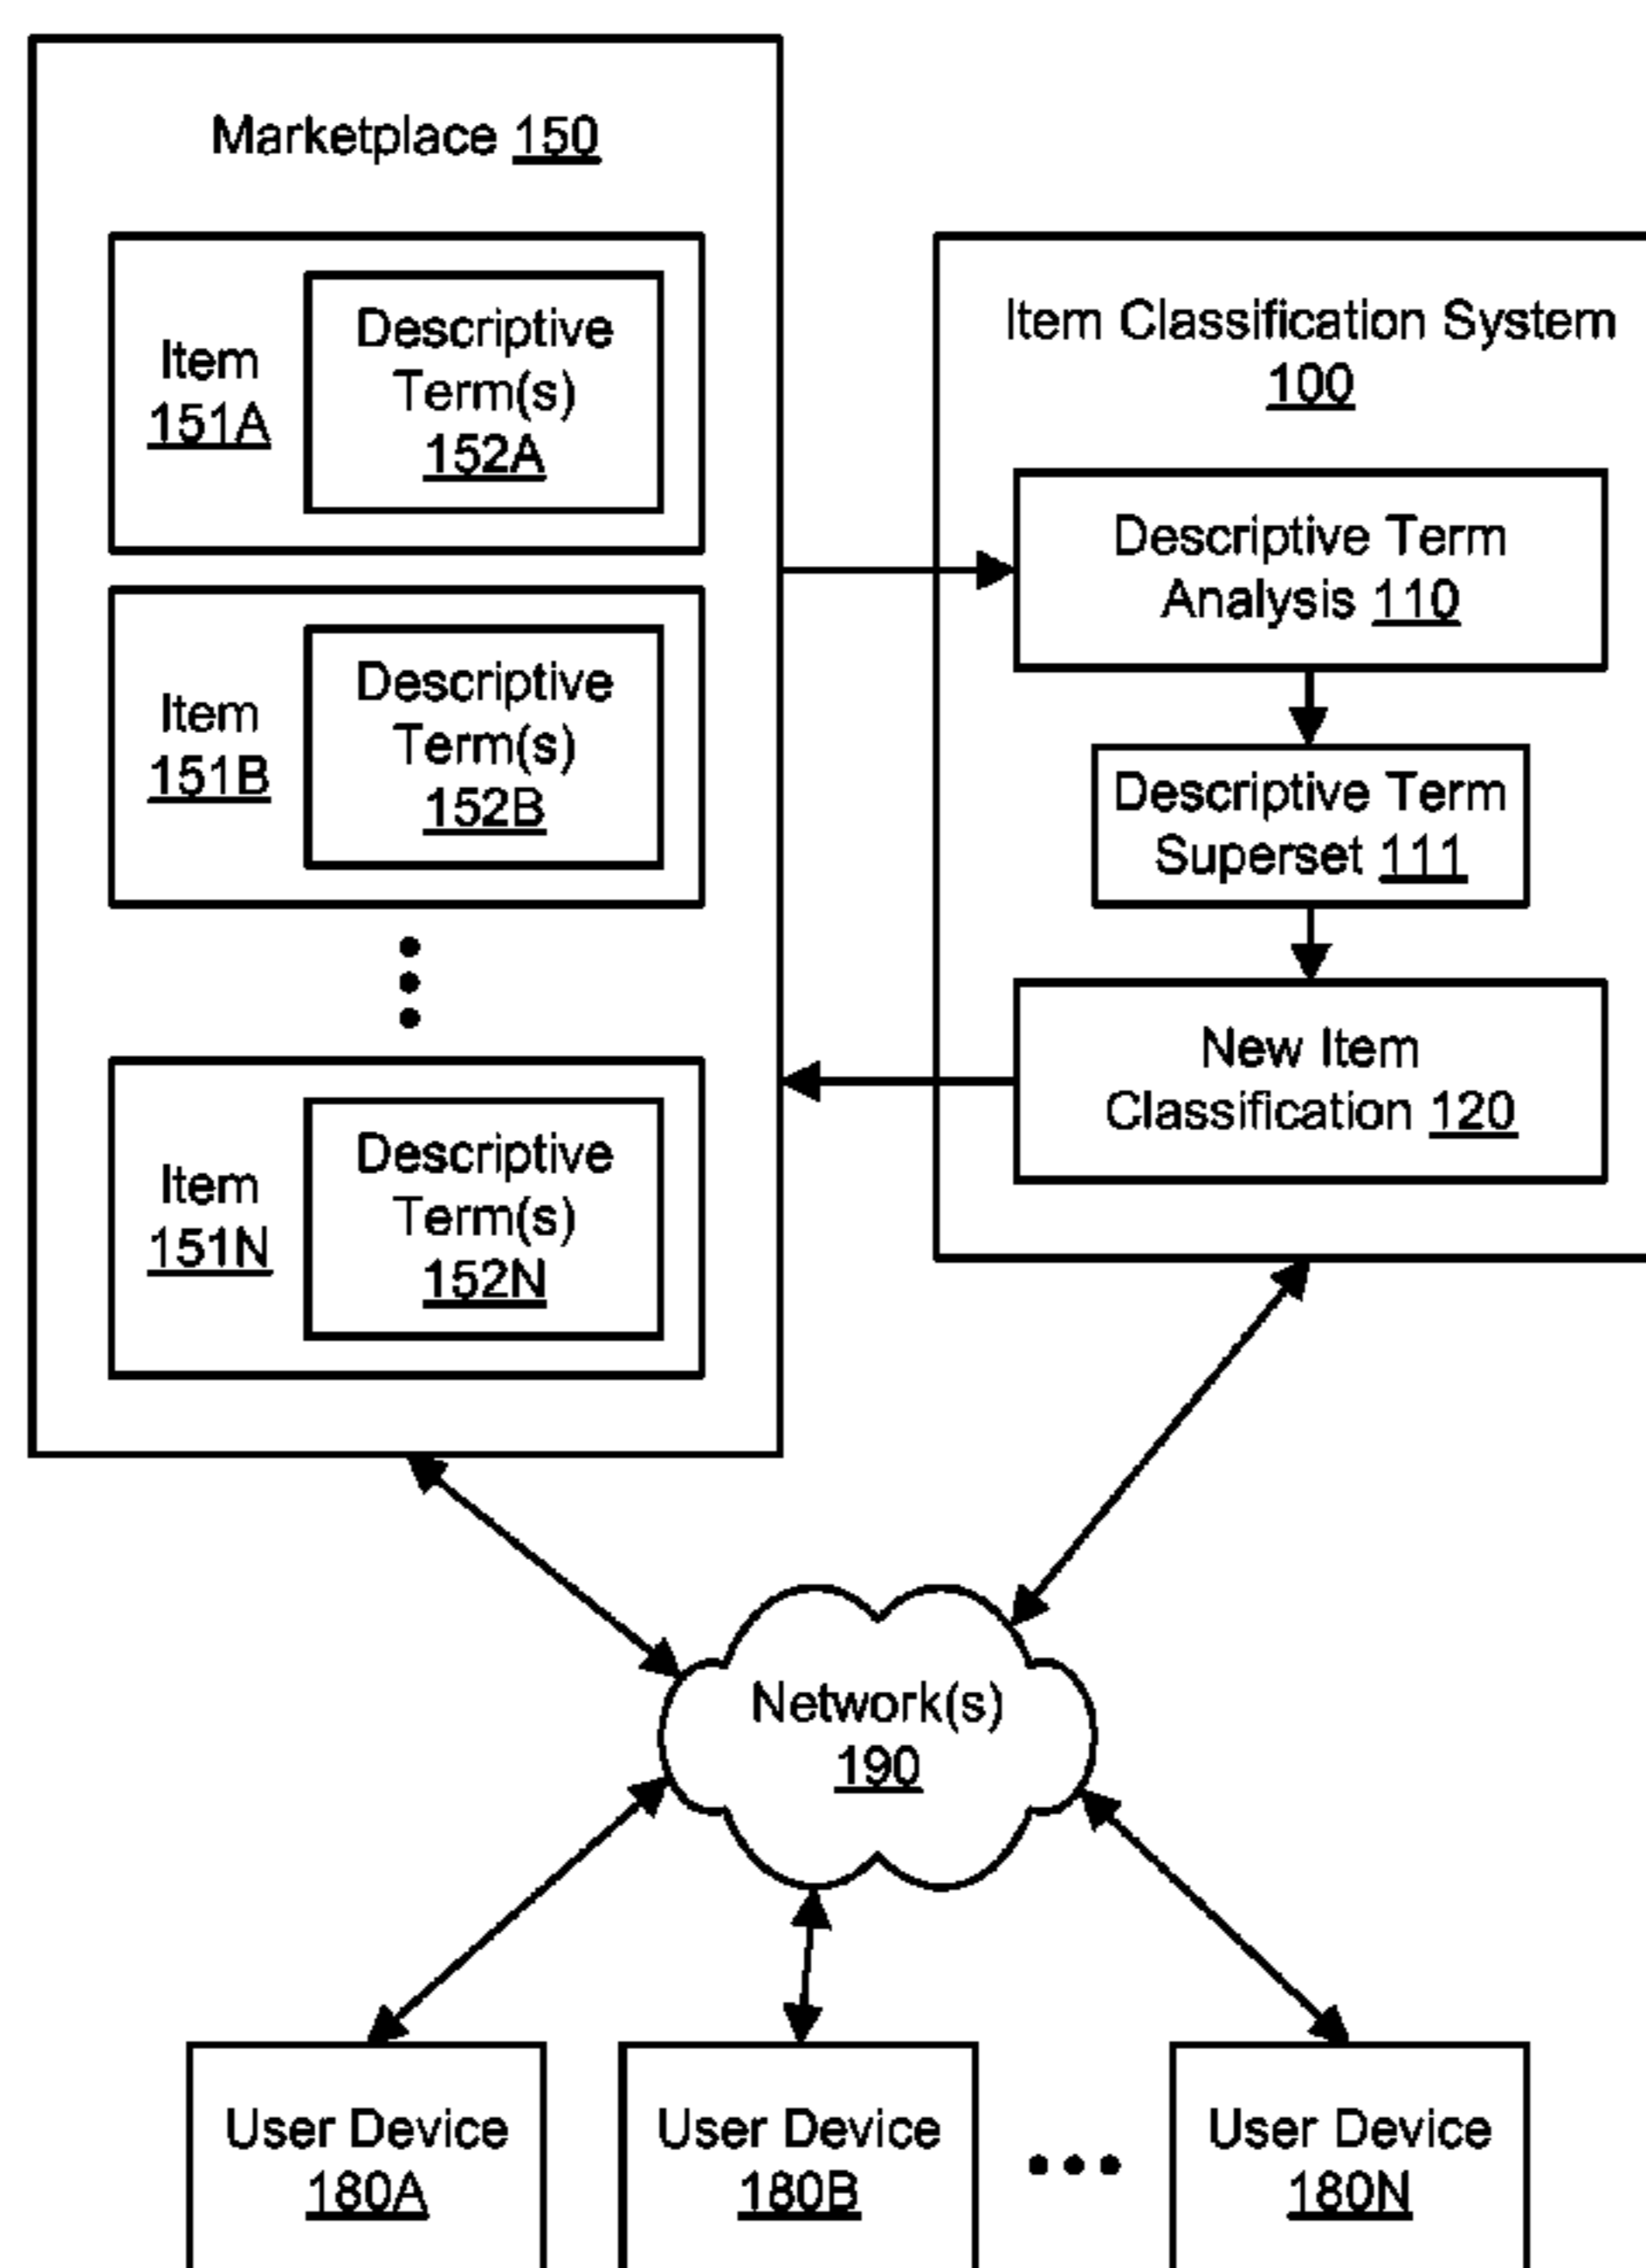 Marketplace 150
Item
151A
Descriptive
Term(s)
152A
Item
151B
Descriptive
Term(s)
152B
Item
151N
Descriptive
Term(s)
152N
Item Classification System
100
Descriptive Term
Analysis 110
Descriptive Term
Superset 111
New Item
Classification 120
Network(s)
190
User Device
180A
User Device
180B
User Device
180N